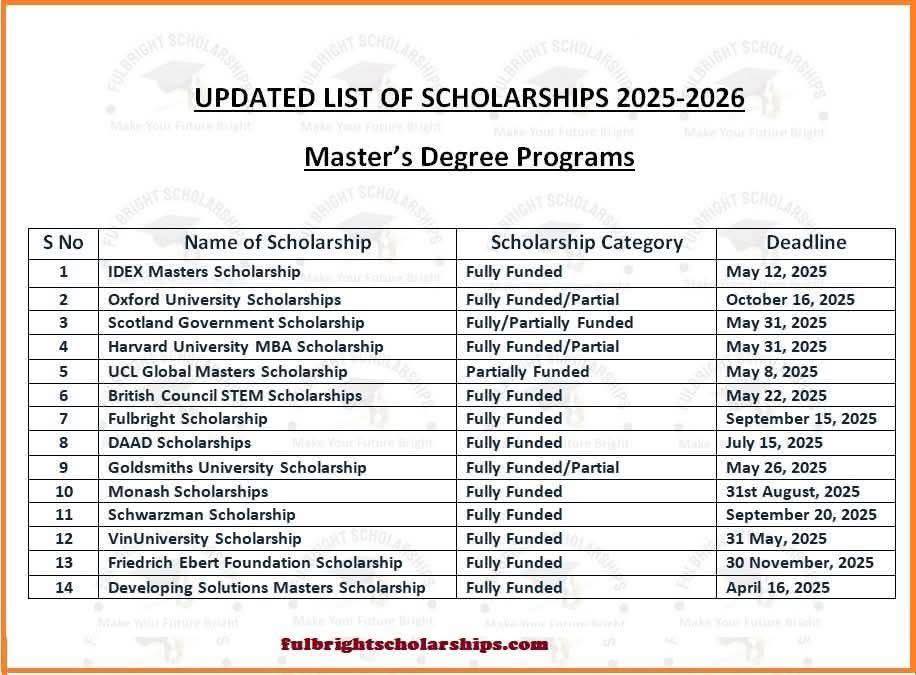 UPDATED LIST OF SCHOLARSHIPS 2025-2026
Master's Degree Programs
S No Name of Scholarship Scholarship Category Deadline
1 IDEX Masters Scholarship Fully Funded May 12, 2025
2 Oxford University Scholarships Fully Funded/Partial October 16, 2025
3 Scotland Government Scholarship Fully/Partially Funded May 31, 2025
4 Harvard University MBA Scholarship Fully Funded/Partial May 31, 2025
5 UCL Global Masters Scholarship Partially Funded May 8, 2025
6 British Council STEM Scholarships Fully Funded May 22, 2025
7 Fulbright Scholarship Fully Funded September 15, 2025
8 DAAD Scholarships Fully Funded July 15, 2025
9 Goldsmiths University Scholarship Fully Funded/Partial May 26, 2025
10 Monash Scholarships Fully Funded 31st August, 2025
11 Schwarzman Scholarship Fully Funded September 20, 2025
12 VinUniversity Scholarship Fully Funded 31 May, 2025
13 Friedrich Ebert Foundation Scholarship Fully Funded 30 November, 2025
14 Developing Solutions Masters Scholarship Fully Funded April 16, 2025
fulbrightscholarships.com